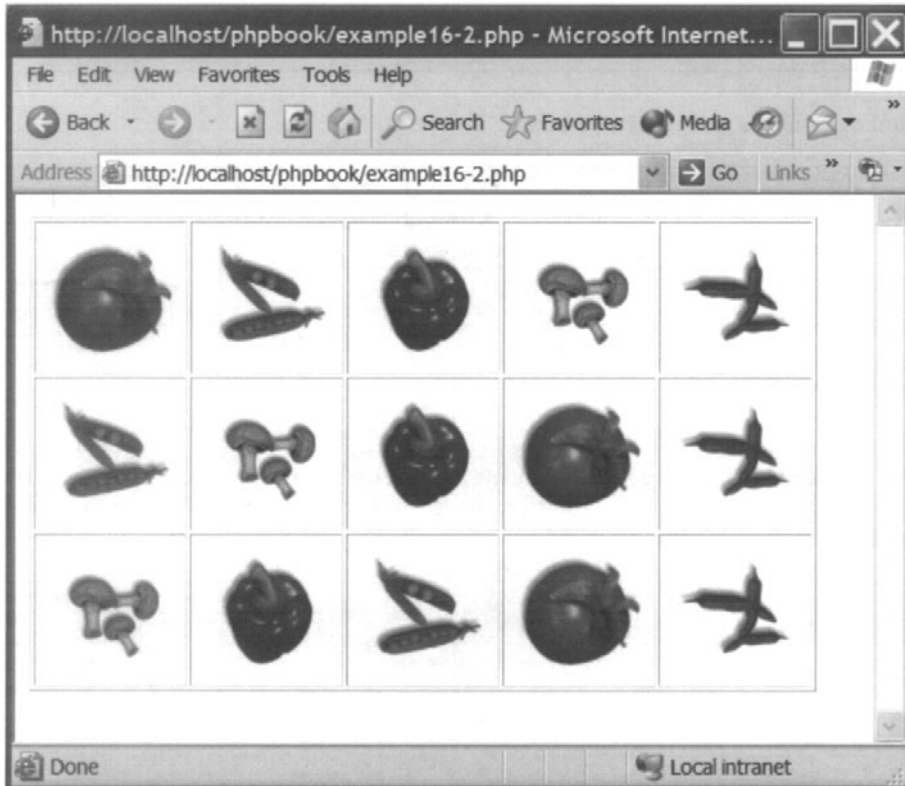 http://localhost/phpbook/example16-2.php - Microsoft Internet...
File Edit View Favorites Tools Help
Back Search Favorites Media »
Address http://localhost/phpbook/example16-2.php Go Links »
Done Local intranet